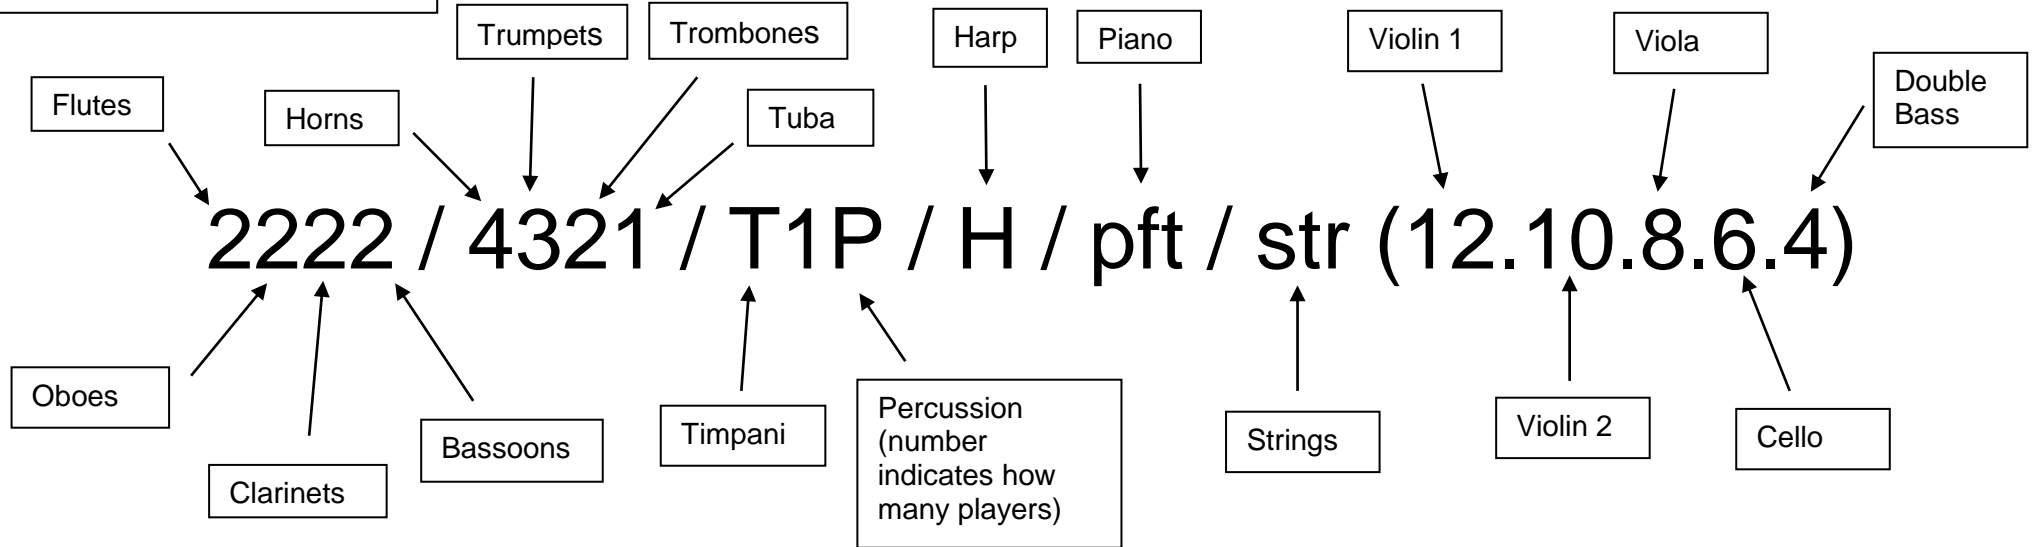 Trumpets
Trombones
Harp
Piano
Violin 1
Viola
Double
Bass
Flutes
Horns
Tuba
2222 / 4321 / T1P / H / pft / str (12.10.8.6.4)
Oboes
Clarinets
Bassoons
Timpani
Percussion
(number
indicates how
many players)
Strings
Violin 2
Cello